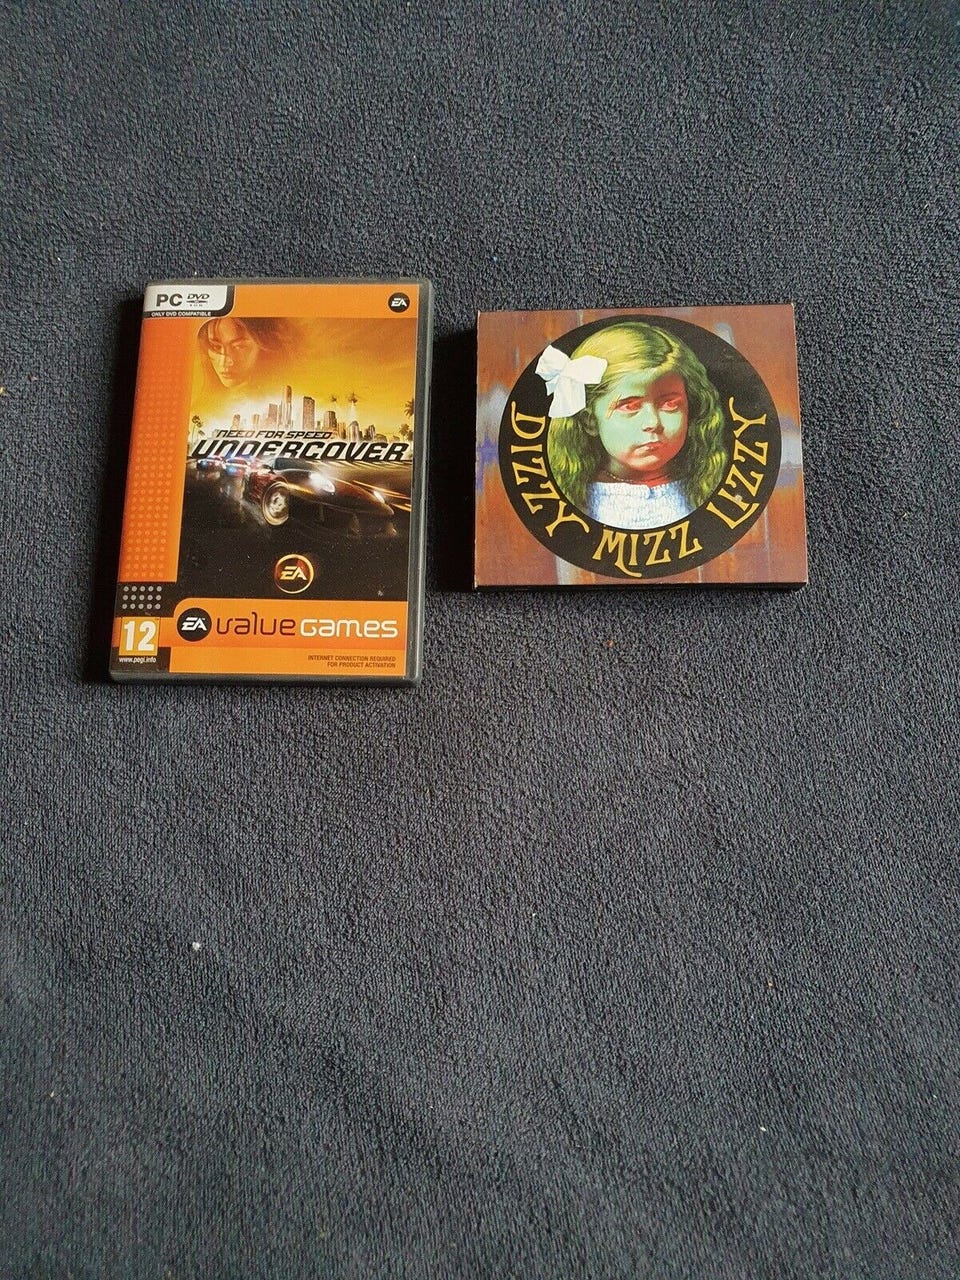 PC DVD
ROM
ONLY DVD COMPATIBLE
EA
NEED FOR SPEED
UNDERCOVER
EA
EA value games
12
www.pegi.info
INTERNET CONNECTION REQUIRED
FOR PRODUCT ACTIVATION
DIZZY MIZZ LIZZY